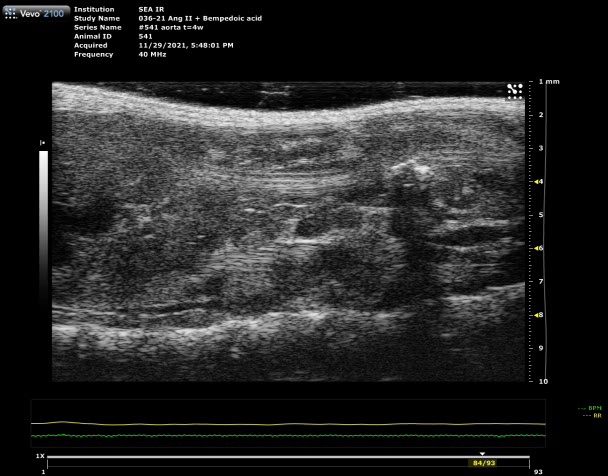 Vevo 2100
Institution SEA IR
Study Name 036-21 Ang II + Bempedoic acid
Series Name #541 aorta t=4w
Animal ID 541
Acquired 11/29/2021, 5:48:01 PM
Frequency 40 MHz
1 mm
2
3
4
5
6
7
8
9
10
BPM
RR
1X
84/93
1
93